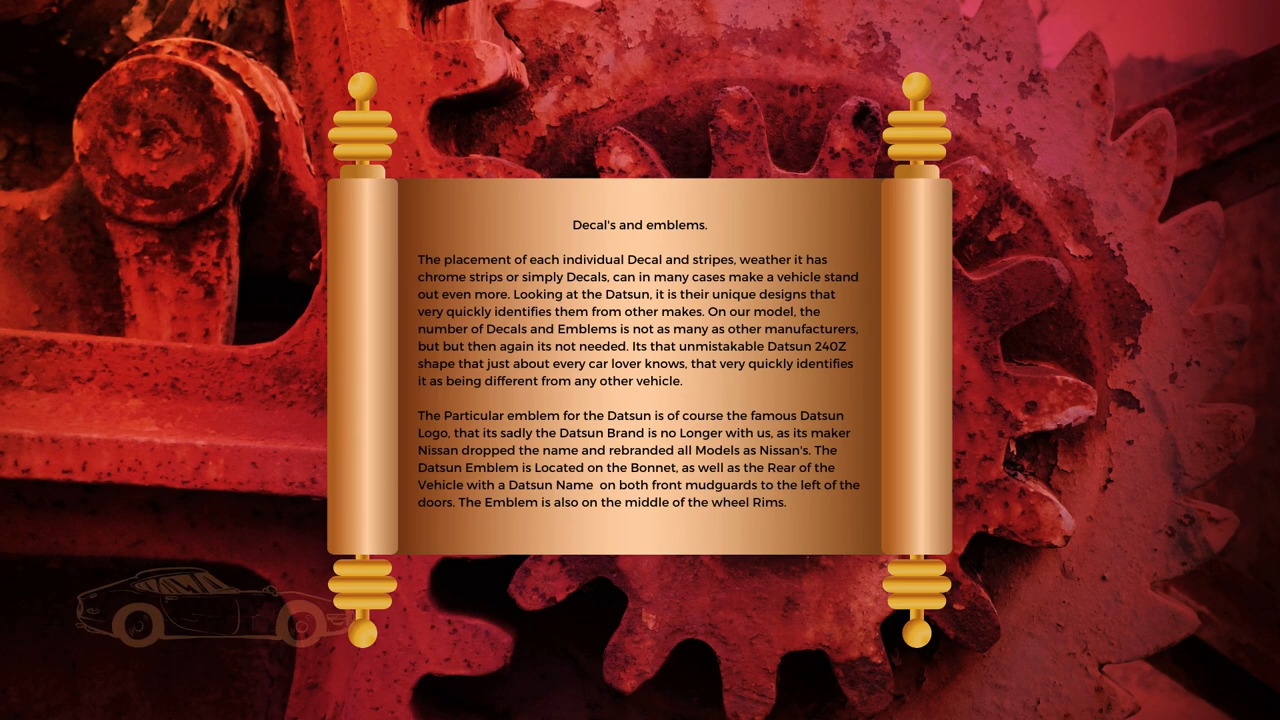 Decal's and emblems.
The placement of each individual Decal and stripes, weather it has
chrome strips or simply Decals, can in many cases make a vehicle stand
out even more. Looking at the Datsun, it is their unique designs that
very quickly identifies them from other makes. On our model, the
number of Decals and Emblems is not as many as other manufacturers,
but but then again its not needed. Its that unmistakable Datsun 240Z
shape that just about every car lover knows, that very quickly identifies
it as being different from any other vehicle.
The Particular emblem for the Datsun is of course the famous Datsun
Logo, that its sadly the Datsun Brand is no Longer with us, as its maker
Nissan dropped the name and rebranded all Models as Nissan's. The
Datsun Emblem is Located on the Bonnet, as well as the Rear of the
Vehicle with a Datsun Name on both front mudguards to the left of the
doors. The Emblem is also on the middle of the wheel Rims.